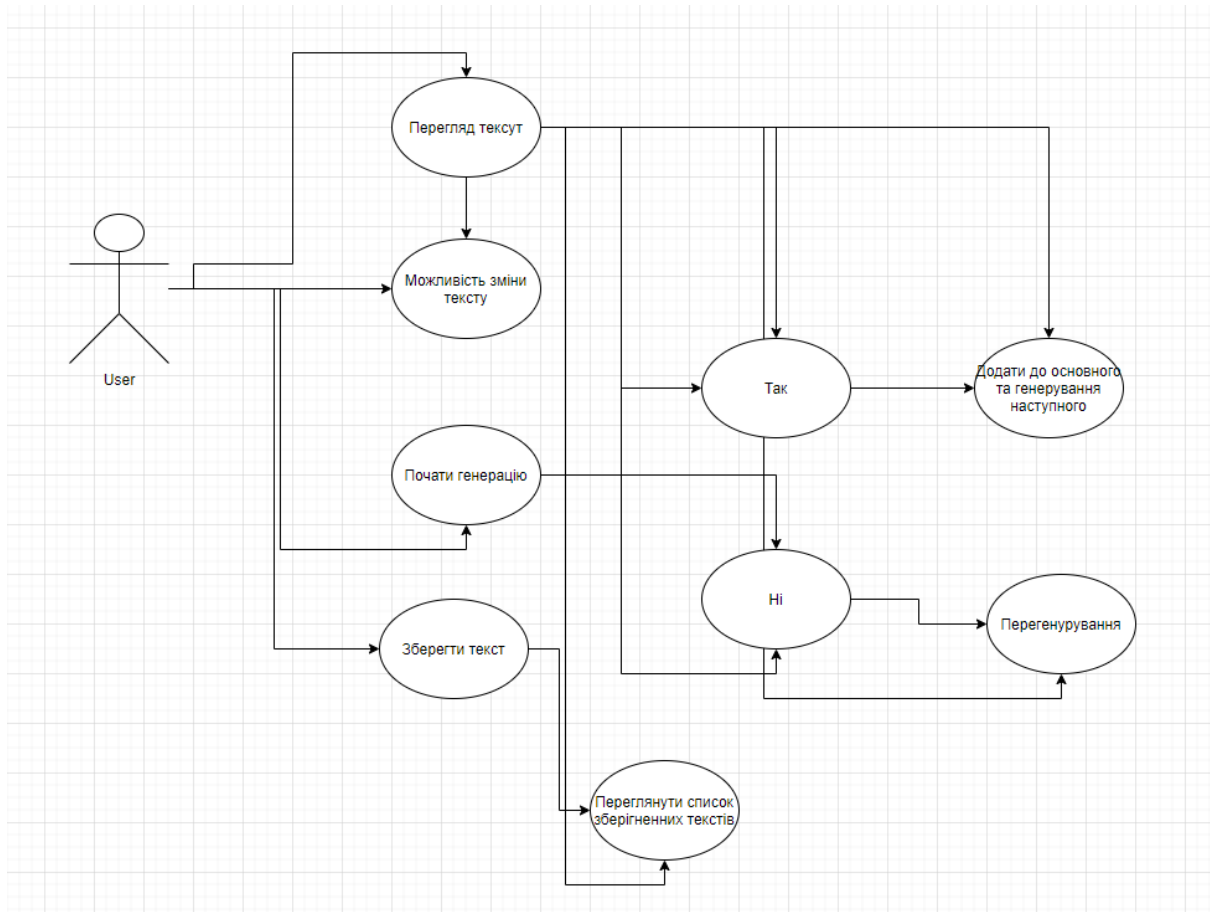 Перегляд тексут
Можливість зміни
тексту
User
Так
Додати до основного
та генерування
наступного
Почати генерацію
Ні
Перегенурування
Зберегти текст
Переглянути список
зберігненних текстів